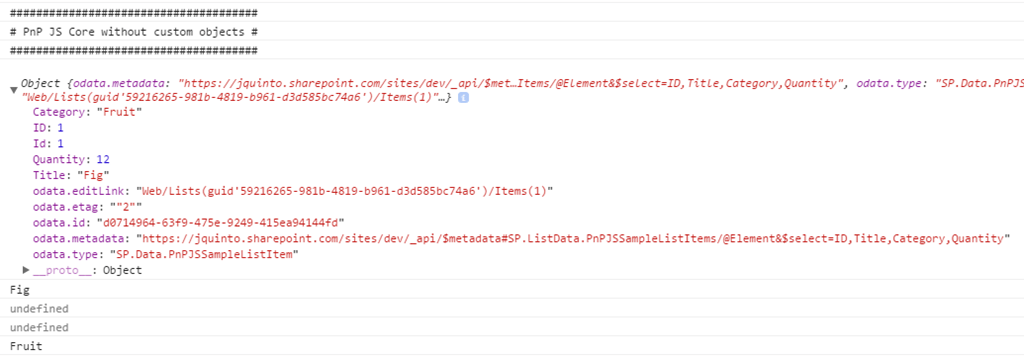 ######################################
# PnP JS Core without custom objects #
######################################
▼ Object {odata.metadata: "https://jquinto.sharepoint.com/sites/dev/_api/$met…Items/@Element&$select=ID,Title,Category,Quantity", odata.type: "SP.Data.PnPJS
"Web/Lists(guid'59216265-981b-4819-b961-d3d585bc74a6')/Items(1)"…} i
Category: "Fruit"
ID: 1
Id: 1
Quantity: 12
Title: "Fig"
odata.editLink: "Web/Lists(guid'59216265-981b-4819-b961-d3d585bc74a6')/Items(1)"
odata.etag: ""2""
odata.id: "d0714964-63f9-475e-9249-415ea94144fd"
odata.metadata: "https://jquinto.sharepoint.com/sites/dev/_api/$metadata#SP.ListData.PnPJSSampleListItems/@Element&$select=ID,Title,Category,Quantity"
odata.type: "SP.Data.PnPJSSampleListItem"
▶ __proto__: Object
Fig
undefined
undefined
Fruit